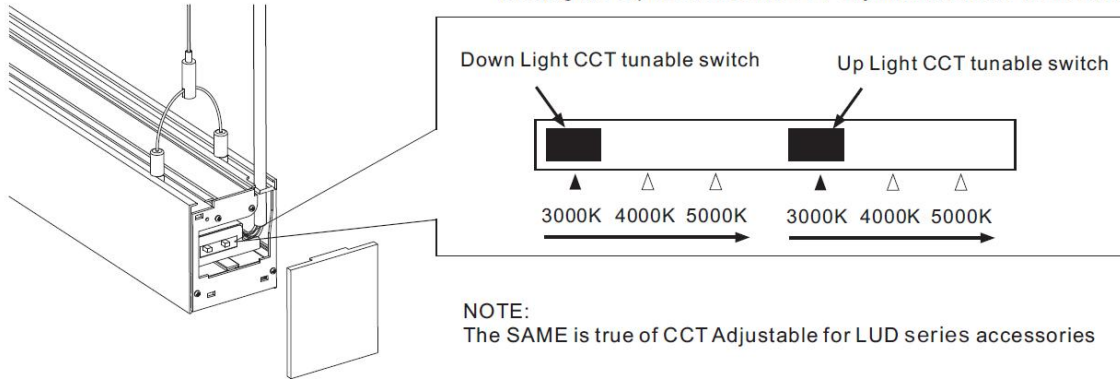 Down Light CCT tunable switch
Up Light CCT tunable switch
3000K 4000K 5000K
3000K 4000K 5000K
NOTE:
The SAME is true of CCT Adjustable for LUD series accessories